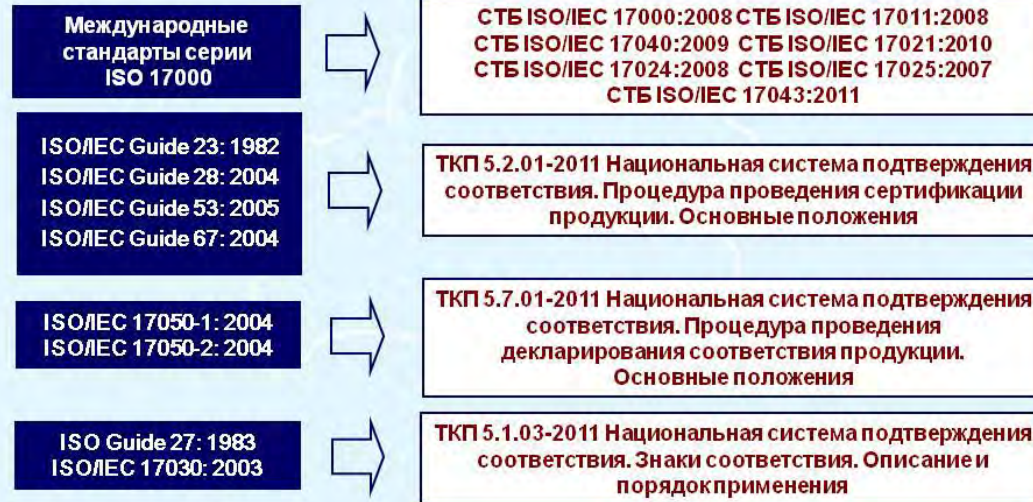 Международные
стандарты серии
ISO 17000
СТБ ISO/IEC 17000:2008 СТБ ISO/IEC 17011:2008
СТБ ISO/IEC 17040:2009 СТБ ISO/IEC 17021:2010
СТБ ISO/IEC 17024:2008 СТБ ISO/IEC 17025:2007
СТБ ISO/IEC 17043:2011
ISO/IEC Guide 23: 1982
ISO/IEC Guide 28: 2004
ISO/IEC Guide 53: 2005
ISO/IEC Guide 67: 2004
ТКП 5.2.01-2011 Национальная система подтверждения
соответствия. Процедура проведения сертификации
продукции. Основные положения
ISO/IEC 17050-1: 2004
ISO/IEC 17050-2: 2004
ТКП 5.7.01-2011 Национальная система подтверждения
соответствия. Процедура проведения
декларирования соответствия продукции.
Основные положения
ISO Guide 27: 1983
ISO/IEC 17030: 2003
ТКП 5.1.03-2011 Национальная система подтверждения
соответствия. Знаки соответствия. Описание и
порядок применения